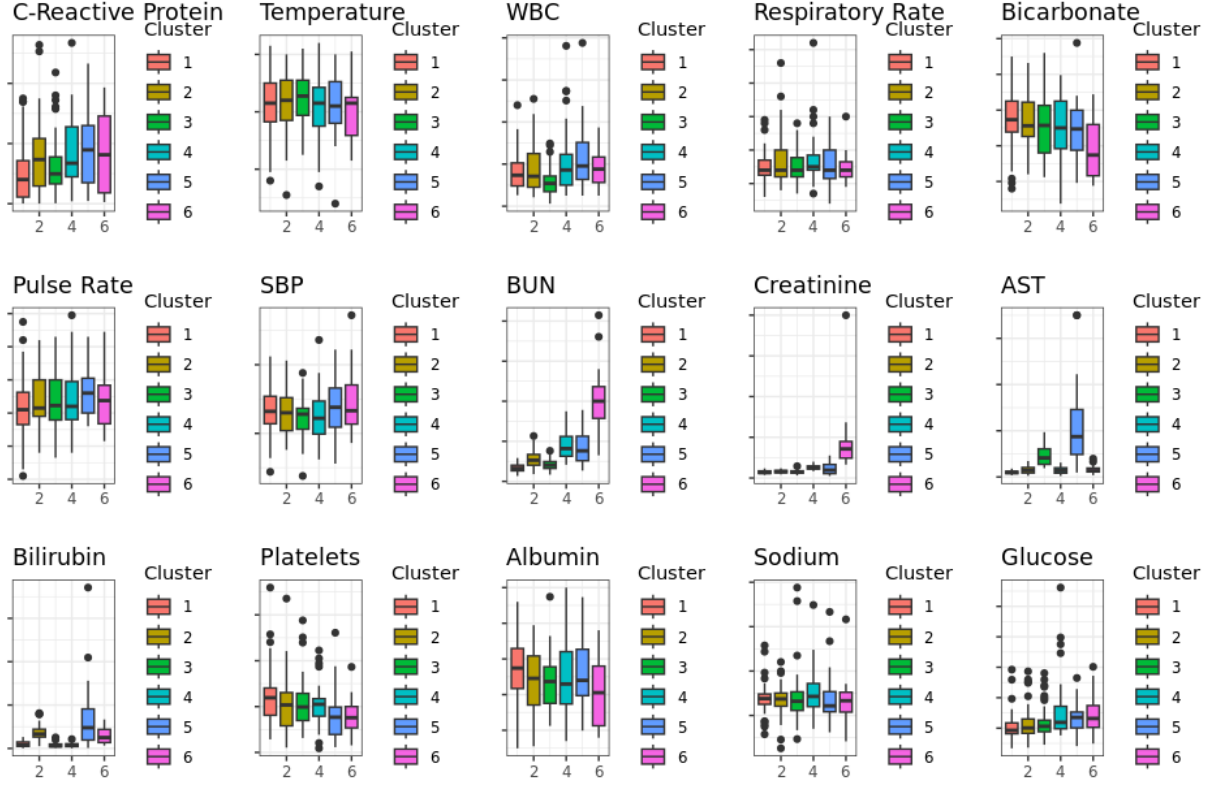 C-Reactive Protein
Cluster
1
2
3
4
5
6
2 4 6
Temperature
Cluster
1
2
3
4
5
6
2 4 6
WBC
Cluster
1
2
3
4
5
6
2 4 6
Respiratory Rate
Cluster
1
2
3
4
5
6
2 4 6
Bicarbonate
Cluster
1
2
3
4
5
6
2 4 6
Pulse Rate
Cluster
1
2
3
4
5
6
2 4 6
SBP
Cluster
1
2
3
4
5
6
2 4 6
BUN
Cluster
1
2
3
4
5
6
2 4 6
Creatinine
Cluster
1
2
3
4
5
6
2 4 6
AST
Cluster
1
2
3
4
5
6
2 4 6
Bilirubin
Cluster
1
2
3
4
5
6
2 4 6
Platelets
Cluster
1
2
3
4
5
6
2 4 6
Albumin
Cluster
1
2
3
4
5
6
2 4 6
Sodium
Cluster
1
2
3
4
5
6
2 4 6
Glucose
Cluster
1
2
3
4
5
6
2 4 6